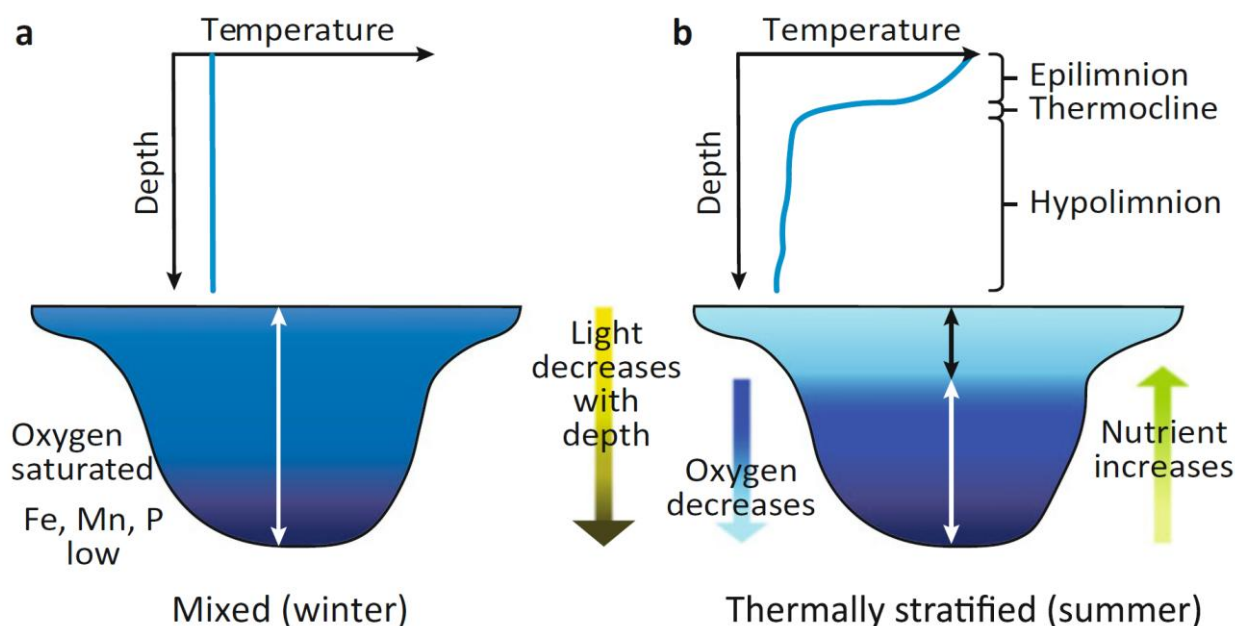 a
Temperature
Depth
Oxygen
saturated
Fe, Mn, P
low
Mixed (winter)
Light
decreases
with
depth
b
Temperature
Depth
Epilimnion
Thermocline
Hypolimnion
Oxygen
decreases
Nutrient
increases
Thermally stratified (summer)